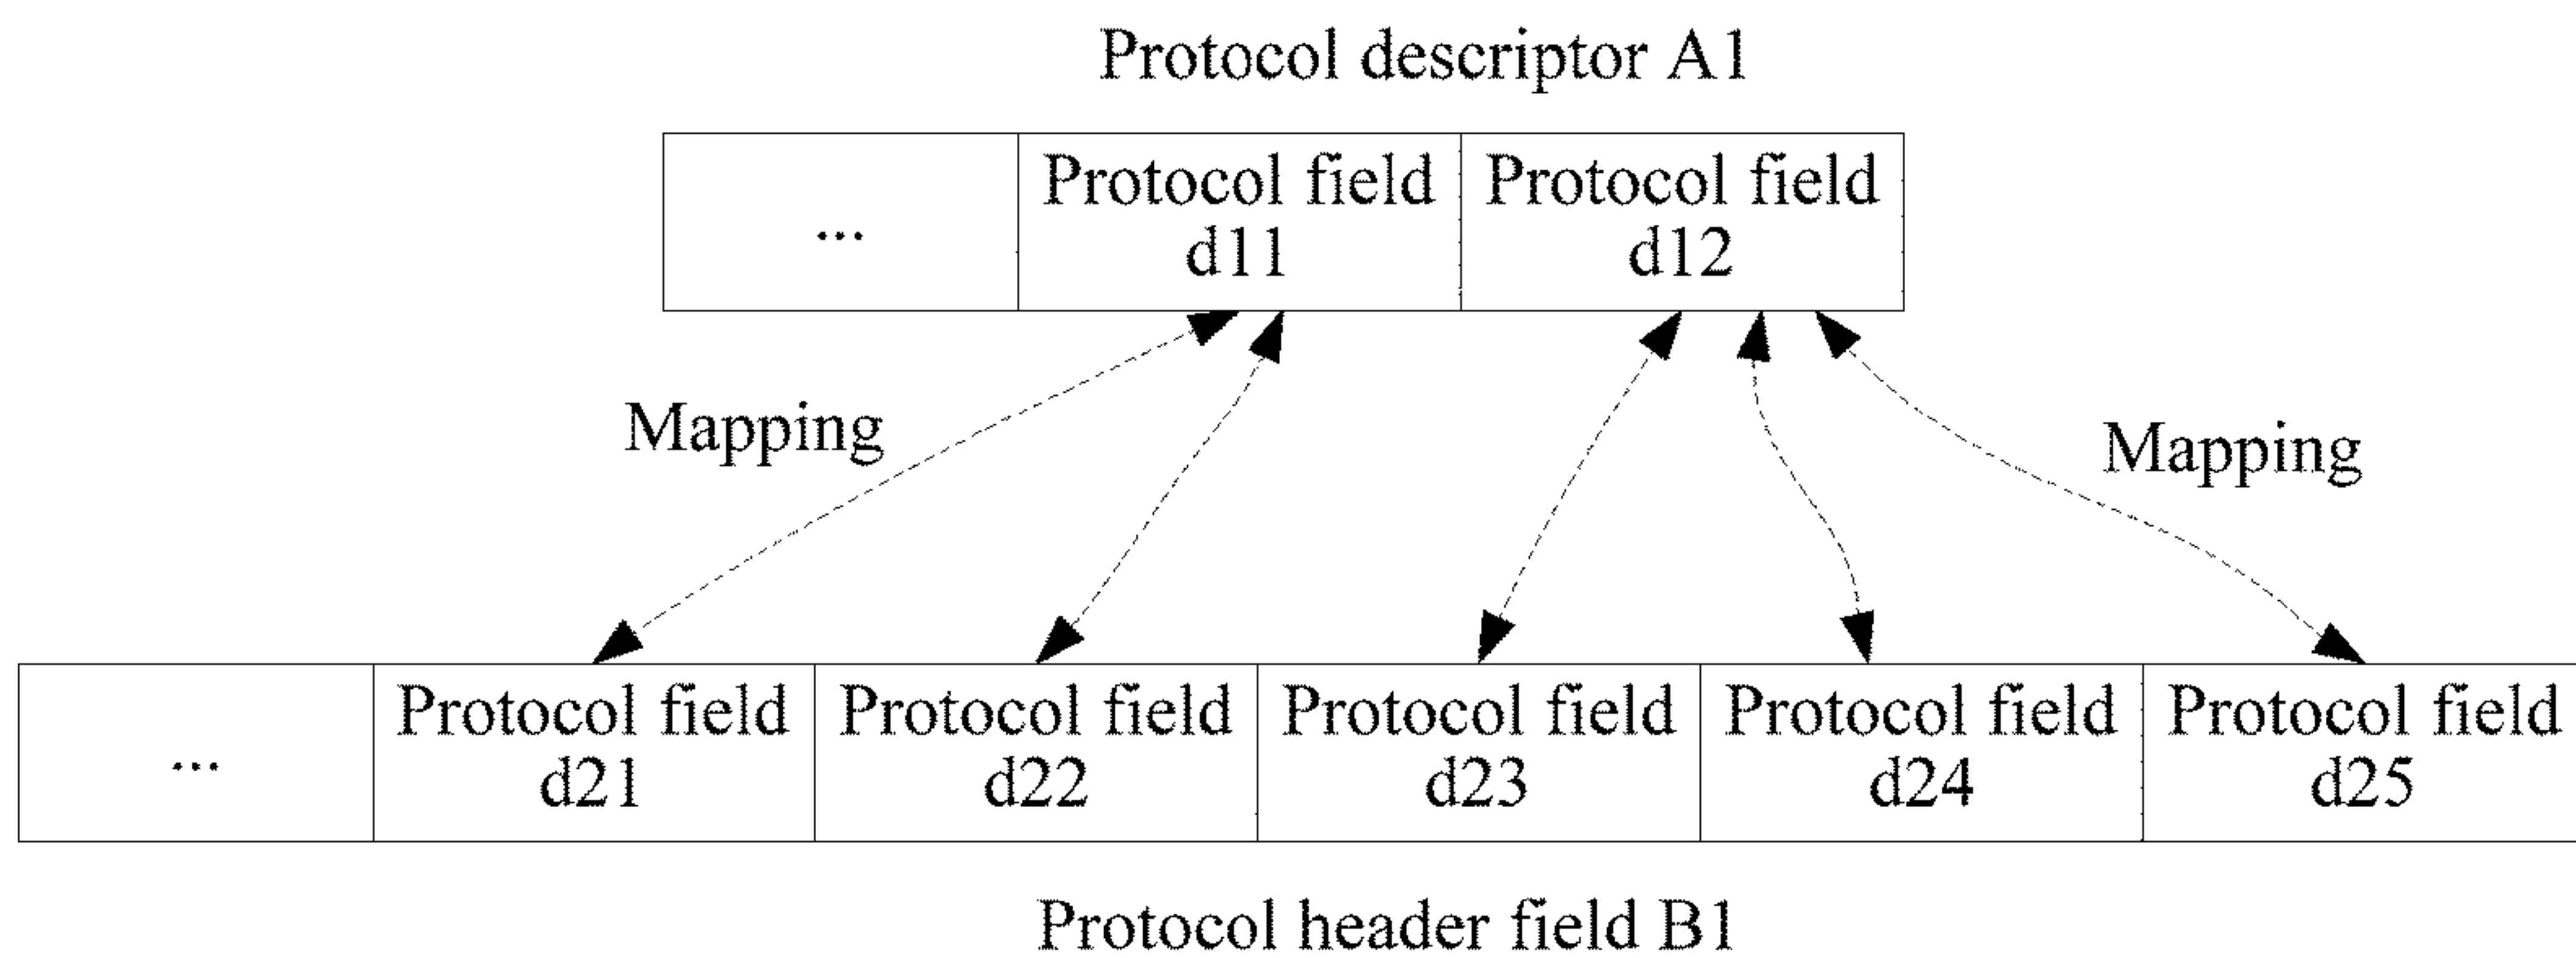 Protocol descriptor A1
...
Protocol field
d11
Protocol field
d12
Mapping
Mapping
...
Protocol field
d21
Protocol field
d22
Protocol field
d23
Protocol field
d24
Protocol field
d25
Protocol header field B1